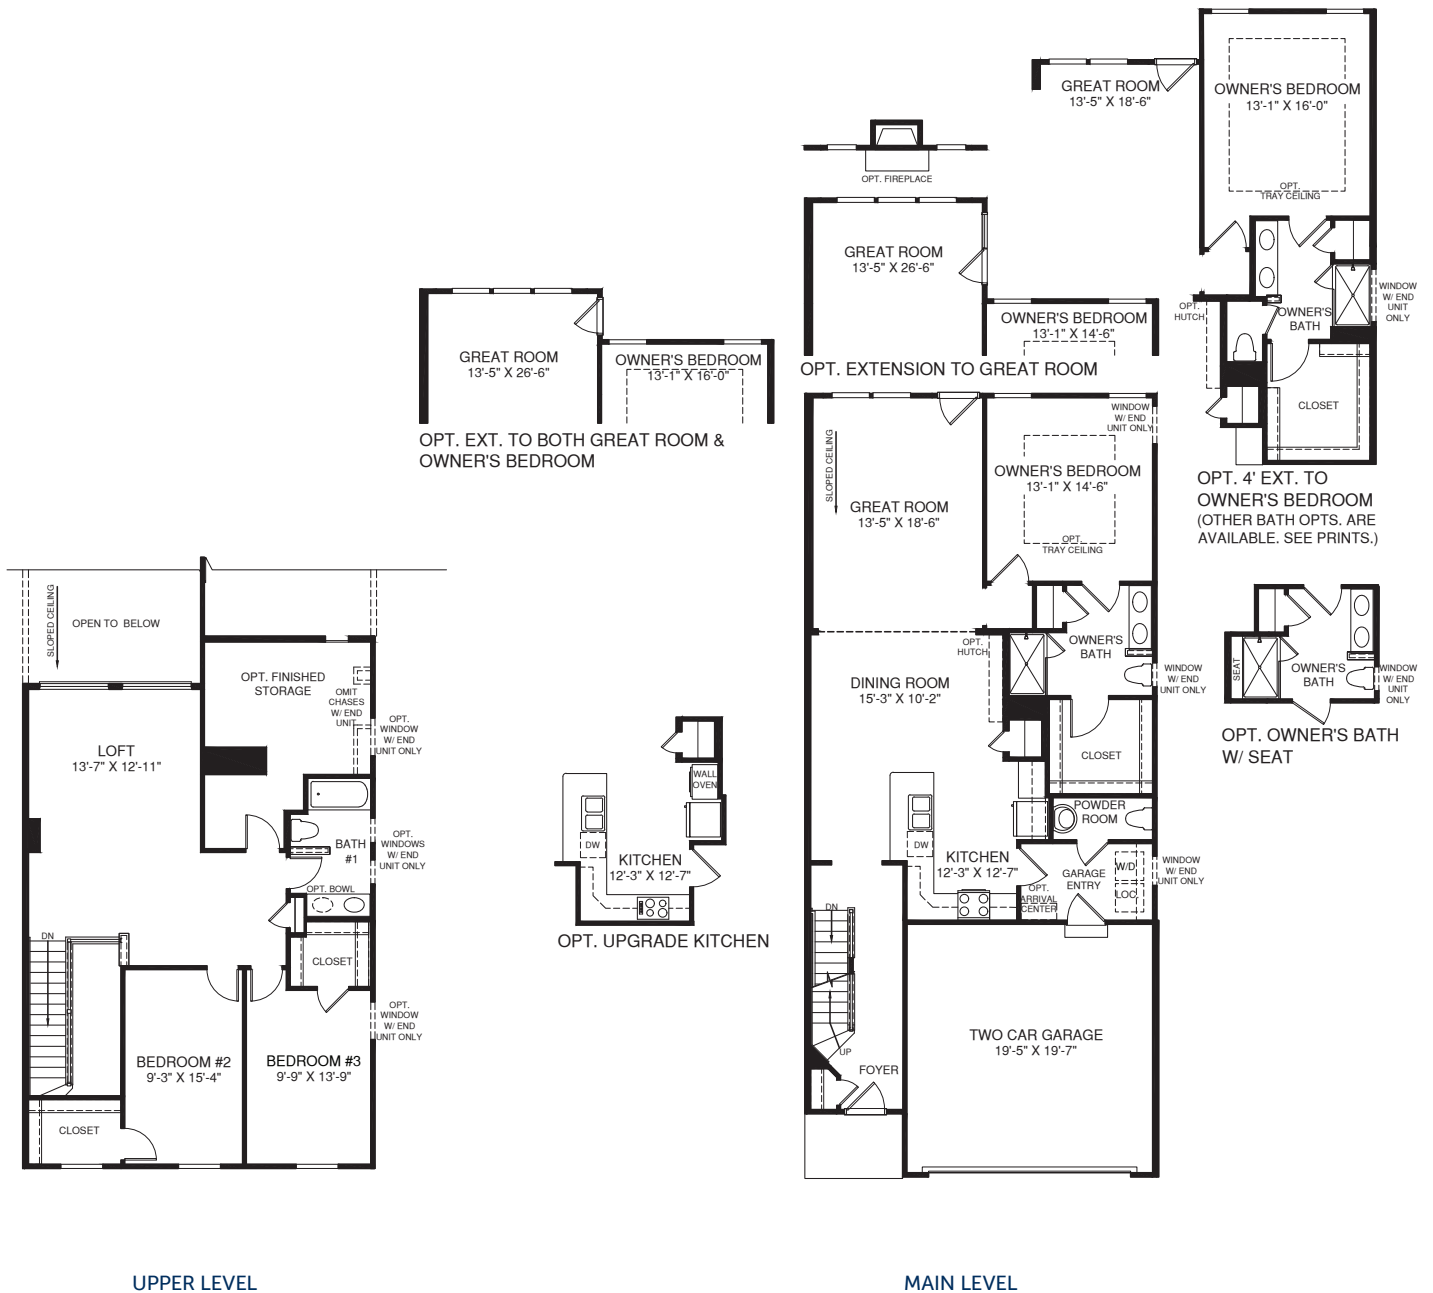 GREAT ROOM
13'-5" X 18'-6"
OWNER'S BEDROOM
13'-1" X 16'-0"
OPT.
TRAY CEILING
OPT. FIREPLACE
GREAT ROOM
13'-5" X 26'-6"
OWNER'S BEDROOM
13'-1" X 14'-6"
OPT. EXTENSION TO GREAT ROOM
OPT.
HUTCH
OWNER'S
BATH
WINDOW
W/ END
UNIT
ONLY
CLOSET
OPT. 4' EXT. TO
OWNER'S BEDROOM
(OTHER BATH OPTS. ARE
AVAILABLE. SEE PRINTS.)
GREAT ROOM
13'-5" X 26'-6"
OWNER'S BEDROOM
13'-1" X 16'-0"
OPT. EXT. TO BOTH GREAT ROOM &
OWNER'S BEDROOM
SLOPED CEILING
GREAT ROOM
13'-5" X 18'-6"
WINDOW
W/ END
UNIT ONLY
OWNER'S BEDROOM
13'-1" X 14'-6"
OPT.
TRAY CEILING
OPT.
HUTCH
OWNER'S
BATH
WINDOW
W/ END
UNIT ONLY
DINING ROOM
15'-3" X 10'-2"
CLOSET
POWDER
ROOM
DW
KITCHEN
12'-3" X 12'-7"
GARAGE
ENTRY
W/D
LOC
WINDOW
W/ END
UNIT ONLY
OPT.
ARRIVAL
CENTER
DN
UP
FOYER
TWO CAR GARAGE
19'-5" X 19'-7"
SEAT
OWNER'S
BATH
WINDOW
W/ END
UNIT
ONLY
OPT. OWNER'S BATH
W/ SEAT
WALL
OVEN
DW
KITCHEN
12'-3" X 12'-7"
OPT. UPGRADE KITCHEN
SLOPED CEILING
OPEN TO BELOW
OPT. FINISHED
STORAGE
OMIT
CHASES
W/ END
UNIT
OPT.
WINDOW
W/ END
UNIT ONLY
LOFT
13'-7" X 12'-11"
BATH
#1
OPT.
WINDOWS
W/ END
UNIT ONLY
OPT. BOWL
DN
CLOSET
OPT.
WINDOW
W/ END
UNIT ONLY
BEDROOM #2
9'-3" X 15'-4"
BEDROOM #3
9'-9" X 13'-9"
CLOSET
UPPER LEVEL
MAIN LEVEL